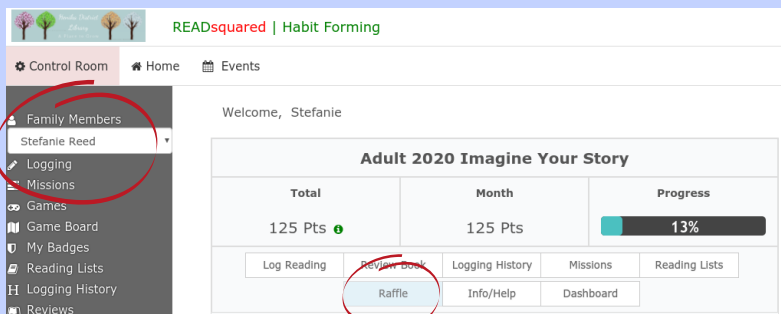 Library
READsquared | Habit Forming
Control Room Home Events
Family Members
Stefanie Reed
Logging
Missions
Games
Game Board
My Badges
Reading Lists
Logging History
Reviews
Welcome, Stefanie
Adult 2020 Imagine Your Story
Total Month Progress
125 Pts 125 Pts 13%
Log Reading Review Book Logging History Missions Reading Lists
Raffle Info/Help Dashboard